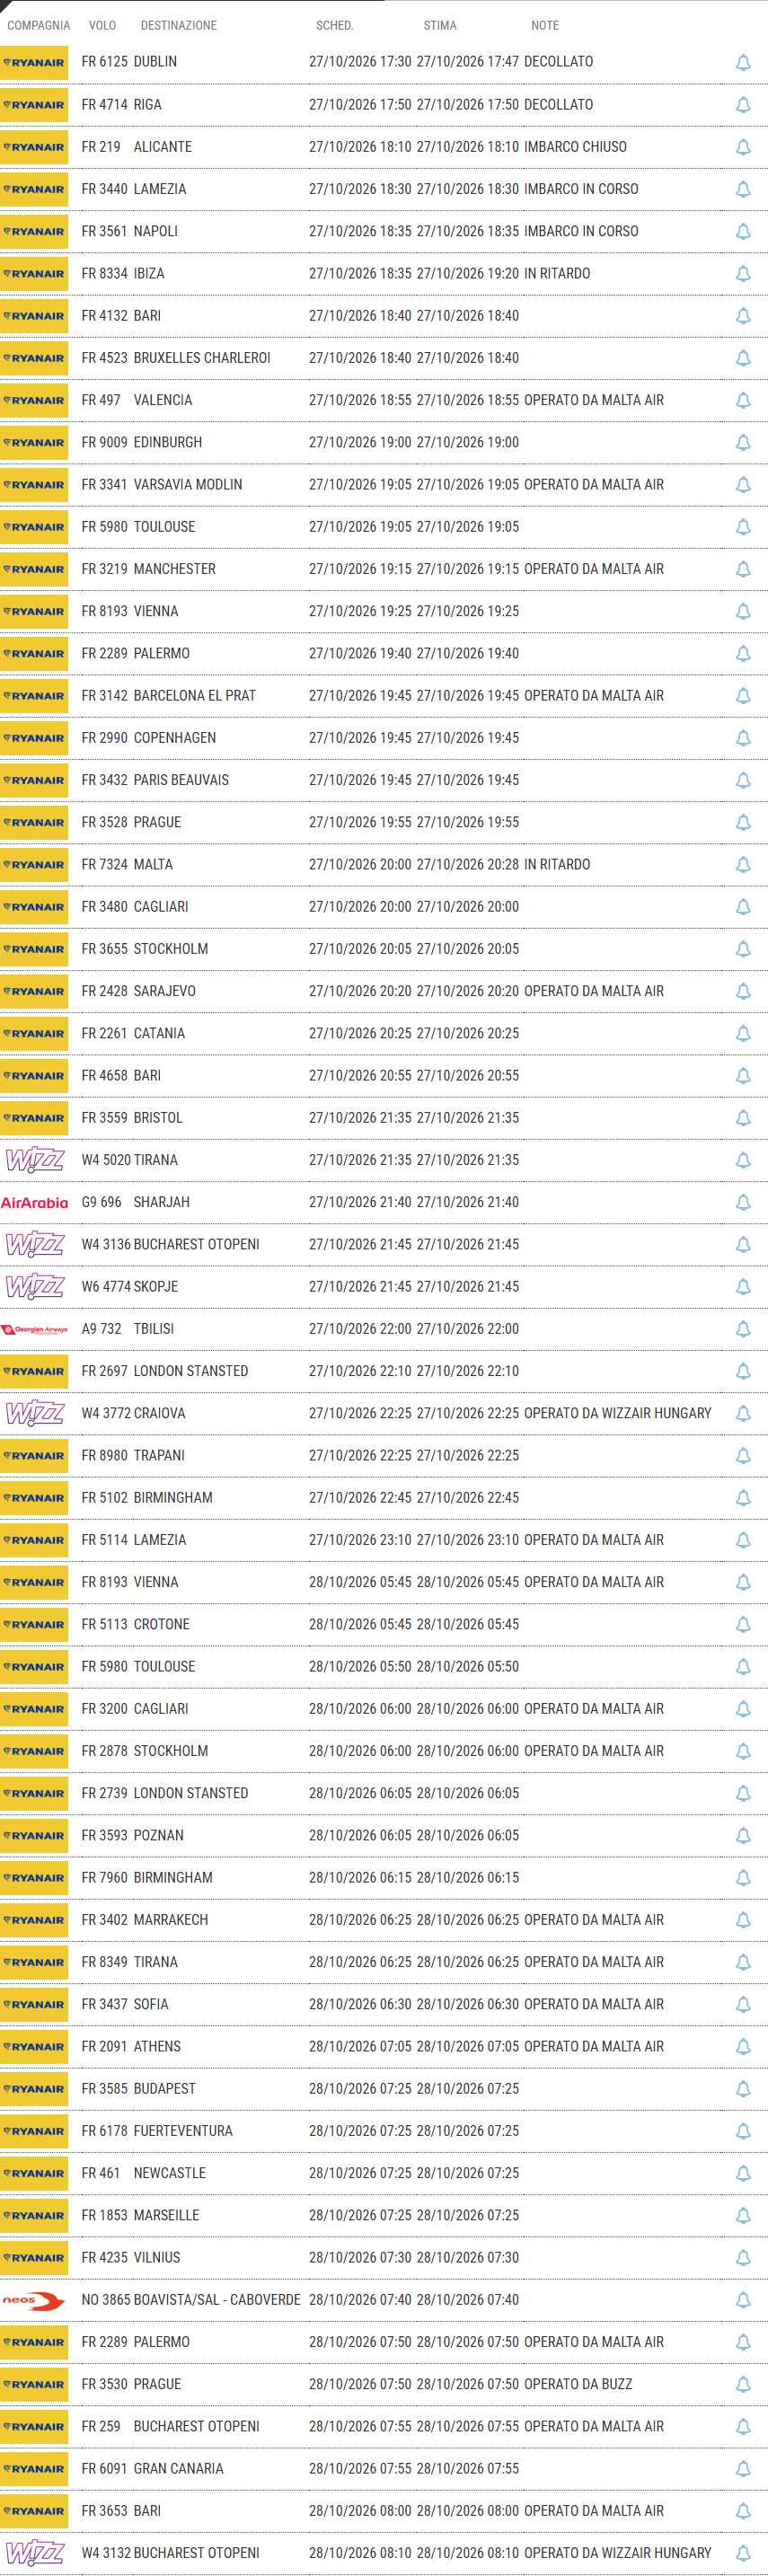 COMPAGNIA VOLO DESTINAZIONE SCHED. STIMA NOTE
RYANAIR FR 6125 DUBLIN 27/10/2026 17:30 27/10/2026 17:47 DECOLLATO
RYANAIR FR 4714 RIGA 27/10/2026 17:50 27/10/2026 17:50 DECOLLATO
RYANAIR FR 219 ALICANTE 27/10/2026 18:10 27/10/2026 18:10 IMBARCO CHIUSO
RYANAIR FR 3440 LAMEZIA 27/10/2026 18:30 27/10/2026 18:30 IMBARCO IN CORSO
RYANAIR FR 3561 NAPOLI 27/10/2026 18:35 27/10/2026 18:35 IMBARCO IN CORSO
RYANAIR FR 8334 IBIZA 27/10/2026 18:35 27/10/2026 19:20 IN RITARDO
RYANAIR FR 4132 BARI 27/10/2026 18:40 27/10/2026 18:40
RYANAIR FR 4523 BRUXELLES CHARLEROI 27/10/2026 18:40 27/10/2026 18:40
RYANAIR FR 497 VALENCIA 27/10/2026 18:55 27/10/2026 18:55 OPERATO DA MALTA AIR
RYANAIR FR 9009 EDINBURGH 27/10/2026 19:00 27/10/2026 19:00
RYANAIR FR 3341 VARSAVIA MODLIN 27/10/2026 19:05 27/10/2026 19:05 OPERATO DA MALTA AIR
RYANAIR FR 5980 TOULOUSE 27/10/2026 19:05 27/10/2026 19:05
RYANAIR FR 3219 MANCHESTER 27/10/2026 19:15 27/10/2026 19:15 OPERATO DA MALTA AIR
RYANAIR FR 8193 VIENNA 27/10/2026 19:25 27/10/2026 19:25
RYANAIR FR 2289 PALERMO 27/10/2026 19:40 27/10/2026 19:40
RYANAIR FR 3142 BARCELONA EL PRAT 27/10/2026 19:45 27/10/2026 19:45 OPERATO DA MALTA AIR
RYANAIR FR 2990 COPENHAGEN 27/10/2026 19:45 27/10/2026 19:45
RYANAIR FR 3432 PARIS BEAUVAIS 27/10/2026 19:45 27/10/2026 19:45
RYANAIR FR 3528 PRAGUE 27/10/2026 19:55 27/10/2026 19:55
RYANAIR FR 7324 MALTA 27/10/2026 20:00 27/10/2026 20:28 IN RITARDO
RYANAIR FR 3480 CAGLIARI 27/10/2026 20:00 27/10/2026 20:00
RYANAIR FR 3655 STOCKHOLM 27/10/2026 20:05 27/10/2026 20:05
RYANAIR FR 2428 SARAJEVO 27/10/2026 20:20 27/10/2026 20:20 OPERATO DA MALTA AIR
RYANAIR FR 2261 CATANIA 27/10/2026 20:25 27/10/2026 20:25
RYANAIR FR 4658 BARI 27/10/2026 20:55 27/10/2026 20:55
RYANAIR FR 3559 BRISTOL 27/10/2026 21:35 27/10/2026 21:35
WIZZ W4 5020 TIRANA 27/10/2026 21:35 27/10/2026 21:35
AirArabia G9 696 SHARJAH 27/10/2026 21:40 27/10/2026 21:40
WIZZ W4 3136 BUCHAREST OTOPENI 27/10/2026 21:45 27/10/2026 21:45
WIZZ W6 4774 SKOPJE 27/10/2026 21:45 27/10/2026 21:45
Georgian Airways A9 732 TBILISI 27/10/2026 22:00 27/10/2026 22:00
RYANAIR FR 2697 LONDON STANSTED 27/10/2026 22:10 27/10/2026 22:10
WIZZ W4 3772 CRAIOVA 27/10/2026 22:25 27/10/2026 22:25 OPERATO DA WIZZAIR HUNGARY
RYANAIR FR 8980 TRAPANI 27/10/2026 22:25 27/10/2026 22:25
RYANAIR FR 5102 BIRMINGHAM 27/10/2026 22:45 27/10/2026 22:45
RYANAIR FR 5114 LAMEZIA 27/10/2026 23:10 27/10/2026 23:10 OPERATO DA MALTA AIR
RYANAIR FR 8193 VIENNA 28/10/2026 05:45 28/10/2026 05:45 OPERATO DA MALTA AIR
RYANAIR FR 5113 CROTONE 28/10/2026 05:45 28/10/2026 05:45
RYANAIR FR 5980 TOULOUSE 28/10/2026 05:50 28/10/2026 05:50
RYANAIR FR 3200 CAGLIARI 28/10/2026 06:00 28/10/2026 06:00 OPERATO DA MALTA AIR
RYANAIR FR 2878 STOCKHOLM 28/10/2026 06:00 28/10/2026 06:00 OPERATO DA MALTA AIR
RYANAIR FR 2739 LONDON STANSTED 28/10/2026 06:05 28/10/2026 06:05
RYANAIR FR 3593 POZNAN 28/10/2026 06:05 28/10/2026 06:05
RYANAIR FR 7960 BIRMINGHAM 28/10/2026 06:15 28/10/2026 06:15
RYANAIR FR 3402 MARRAKECH 28/10/2026 06:25 28/10/2026 06:25 OPERATO DA MALTA AIR
RYANAIR FR 8349 TIRANA 28/10/2026 06:25 28/10/2026 06:25 OPERATO DA MALTA AIR
RYANAIR FR 3437 SOFIA 28/10/2026 06:30 28/10/2026 06:30 OPERATO DA MALTA AIR
RYANAIR FR 2091 ATHENS 28/10/2026 07:05 28/10/2026 07:05 OPERATO DA MALTA AIR
RYANAIR FR 3585 BUDAPEST 28/10/2026 07:25 28/10/2026 07:25
RYANAIR FR 6178 FUERTEVENTURA 28/10/2026 07:25 28/10/2026 07:25
RYANAIR FR 461 NEWCASTLE 28/10/2026 07:25 28/10/2026 07:25
RYANAIR FR 1853 MARSEILLE 28/10/2026 07:25 28/10/2026 07:25
RYANAIR FR 4235 VILNIUS 28/10/2026 07:30 28/10/2026 07:30
neos NO 3865 BOAVISTA/SAL - CABOVERDE 28/10/2026 07:40 28/10/2026 07:40
RYANAIR FR 2289 PALERMO 28/10/2026 07:50 28/10/2026 07:50 OPERATO DA MALTA AIR
RYANAIR FR 3530 PRAGUE 28/10/2026 07:50 28/10/2026 07:50 OPERATO DA BUZZ
RYANAIR FR 259 BUCHAREST OTOPENI 28/10/2026 07:55 28/10/2026 07:55 OPERATO DA MALTA AIR
RYANAIR FR 6091 GRAN CANARIA 28/10/2026 07:55 28/10/2026 07:55
RYANAIR FR 3653 BARI 28/10/2026 08:00 28/10/2026 08:00 OPERATO DA MALTA AIR
WIZZ W4 3132 BUCHAREST OTOPENI 28/10/2026 08:10 28/10/2026 08:10 OPERATO DA WIZZAIR HUNGARY